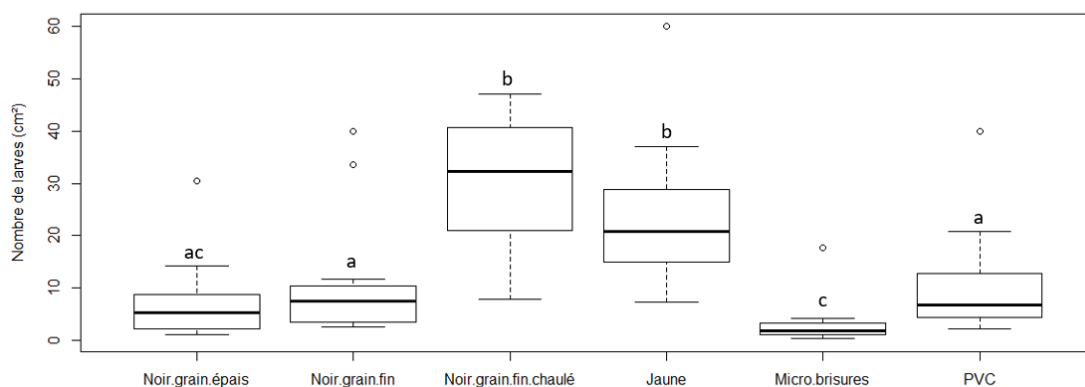 Nombre de larves (cm²)
60
50
40
30
20
10
0
b
b
ac
a
c
a
Noir.grain.épais Noir.grain.fin Noir.grain.fin.chaulé Jaune Micro.brisures PVC